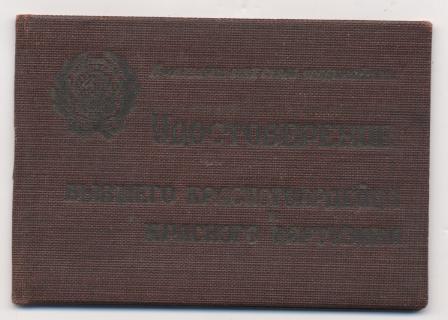 Удостоверение
бывшего красногвардейца
и
красного партизана